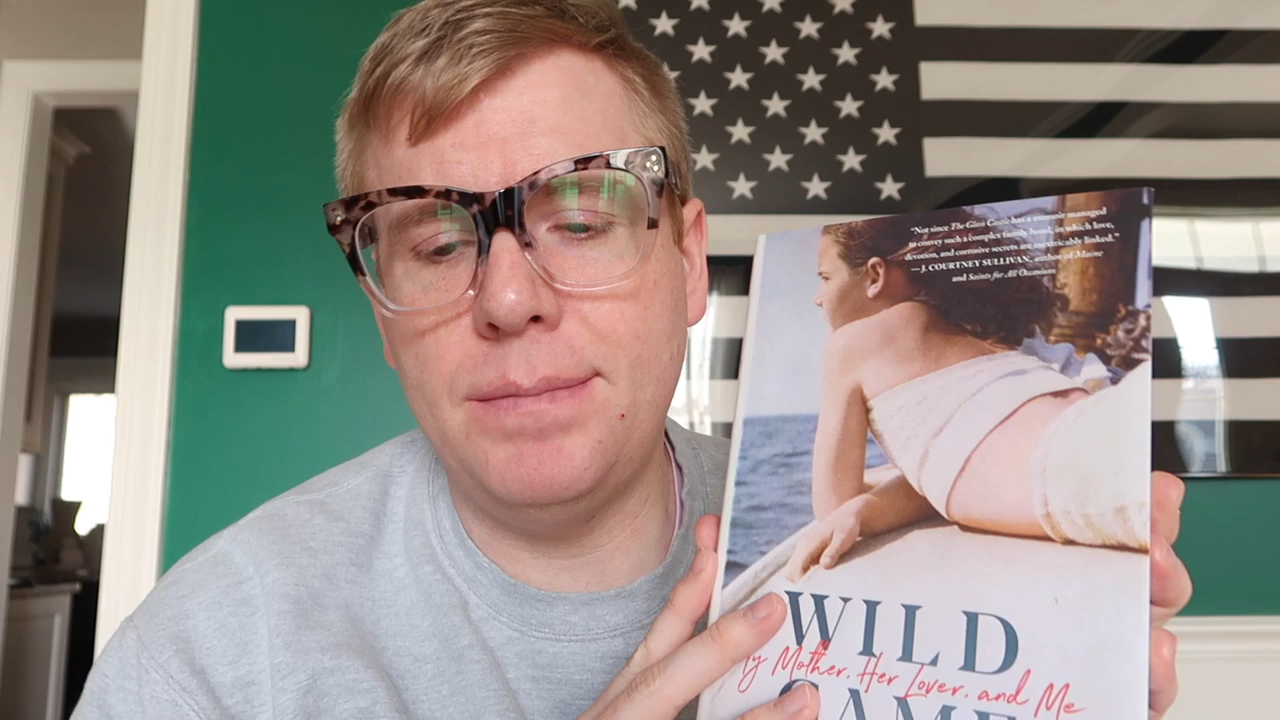 "Not since The Glass Castle has a memoir managed
to convey such a complex family bond, in which love,
devotion, and corrosive secrets are inextricably linked."
— J. COURTNEY SULLIVAN, author of Maine
and Saints for All Occasions
WILD
My Mother, Her Lover, and Me
GAME